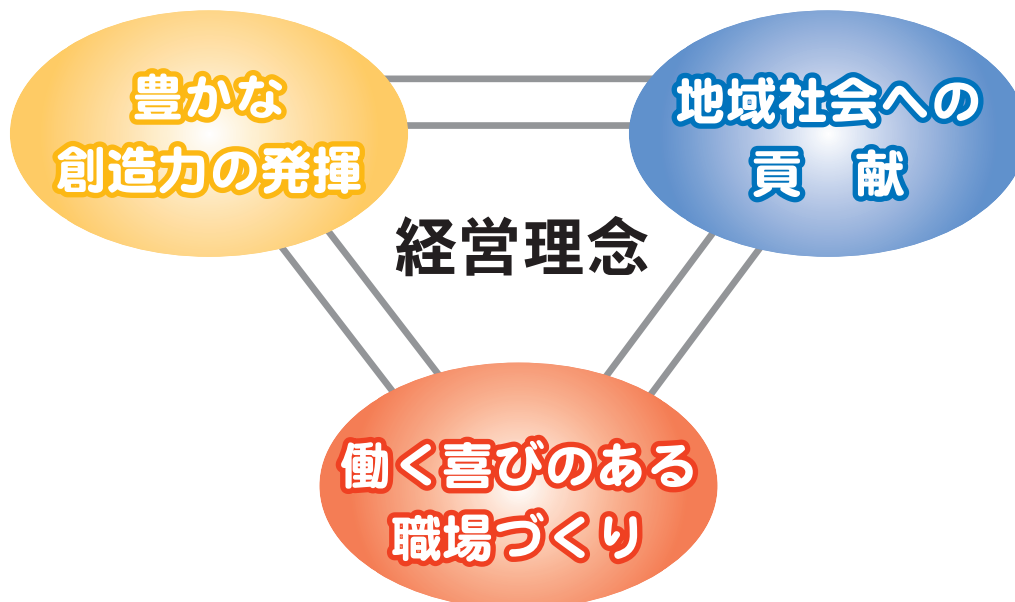 豊かな
創造力の発揮
地域社会への
貢　献
経営理念
働く喜びのある
職場づくり